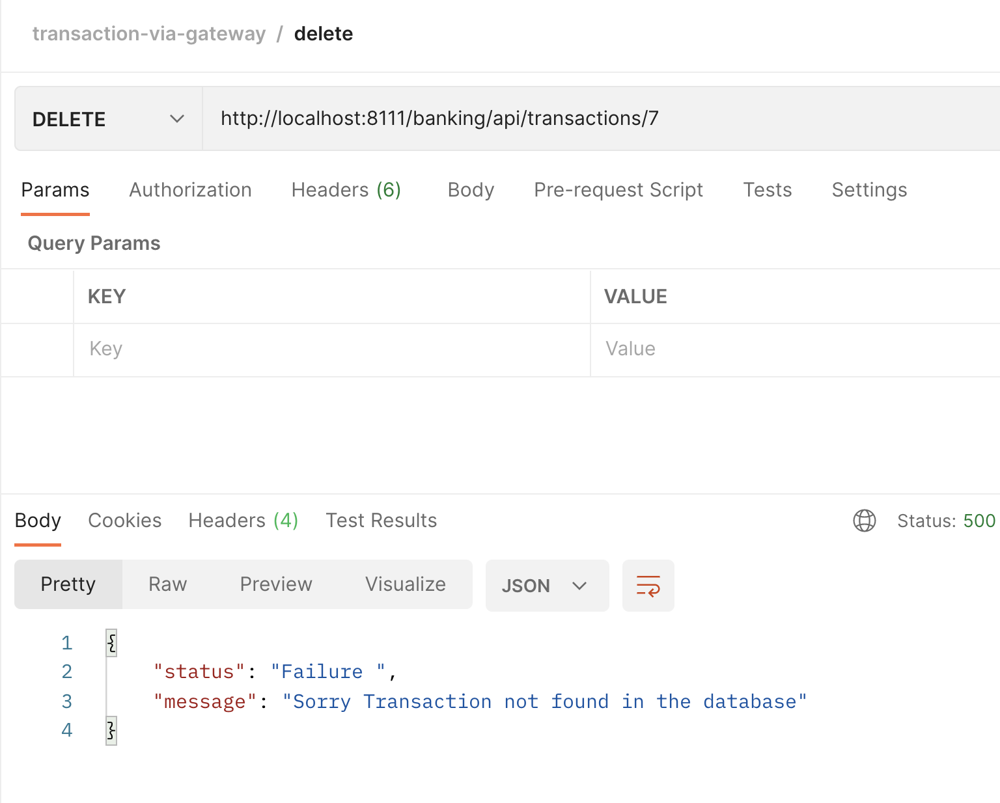 transaction-via-gateway / delete
DELETE http://localhost:8111/banking/api/transactions/7
Params Authorization Headers (6) Body Pre-request Script Tests Settings
Query Params
KEY VALUE
Key Value
Body Cookies Headers (4) Test Results Status: 500
Pretty Raw Preview Visualize JSON
1 {
2 "status": "Failure ",
3 "message": "Sorry Transaction not found in the database"
4 }